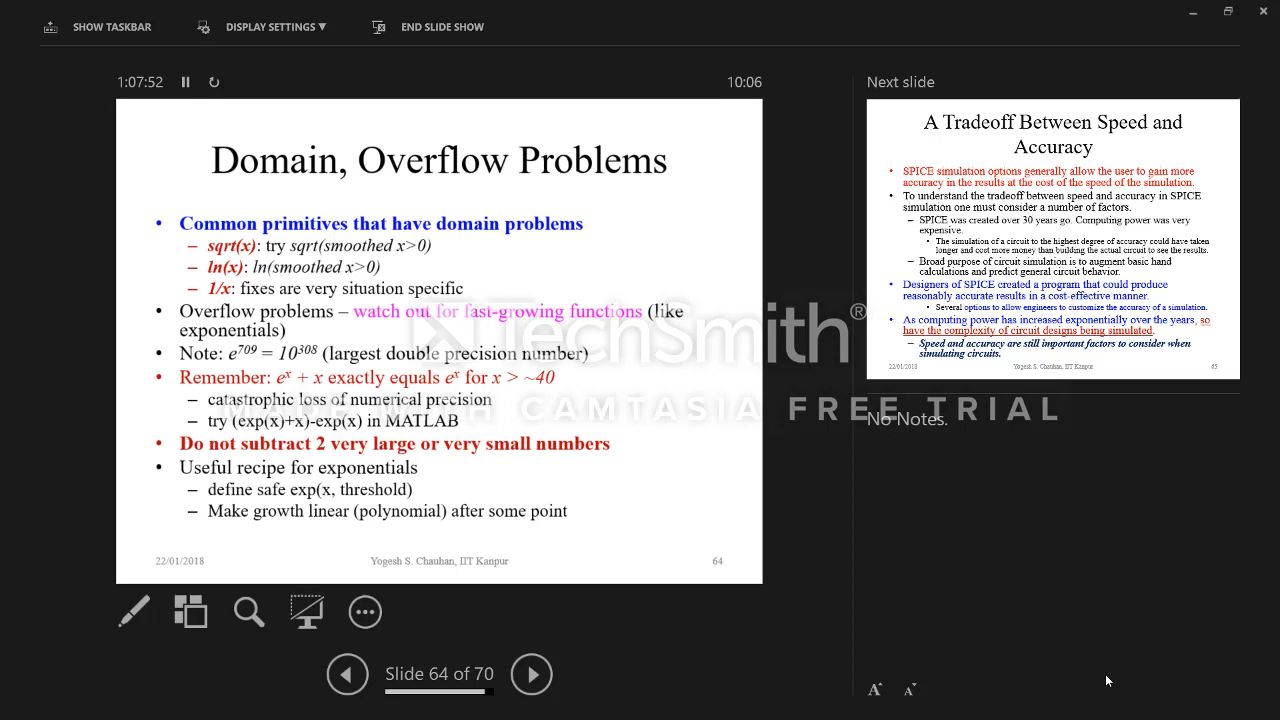 SHOW TASKBAR DISPLAY SETTINGS ▼ END SLIDE SHOW
1:07:52 10:06
Domain, Overflow Problems
• Common primitives that have domain problems
– sqrt(x): try sqrt(smoothed x>0)
– ln(x): ln(smoothed x>0)
– 1/x: fixes are very situation specific
• Overflow problems – watch out for fast-growing functions (like
exponentials)
• Note: e⁷⁰⁹ = 10³⁰⁸ (largest double precision number)
• Remember: eˣ + x exactly equals eˣ for x > ~40
– catastrophic loss of numerical precision
– try (exp(x)+x)-exp(x) in MATLAB
• Do not subtract 2 very large or very small numbers
• Useful recipe for exponentials
– define safe exp(x, threshold)
– Make growth linear (polynomial) after some point
22/01/2018 Yogesh S. Chauhan, IIT Kanpur 64
Slide 64 of 70
Next slide
A Tradeoff Between Speed and
Accuracy
• SPICE simulation options generally allow the user to gain more
accuracy in the results at the cost of the speed of the simulation.
• To understand the tradeoff between speed and accuracy in SPICE
simulation one must consider a number of factors.
– SPICE was created over 30 years go. Computing power was very
expensive.
• The simulation of a circuit to the highest degree of accuracy could have taken
longer and cost more money than building the actual circuit to see the results.
– Broad purpose of circuit simulation is to augment basic hand
calculations and predict general circuit behavior.
• Designers of SPICE created a program that could produce
reasonably accurate results in a cost-effective manner.
• Several options to allow engineers to customize the accuracy of a simulation.
• As computing power has increased exponentially over the years, so
have the complexity of circuit designs being simulated.
– Speed and accuracy are still important factors to consider when
simulating circuits.
22/01/2018 Yogesh S. Chauhan, IIT Kanpur 65
No Notes.
A A
TechSmith®
MADE WITH CAMTASIA FREE TRIAL